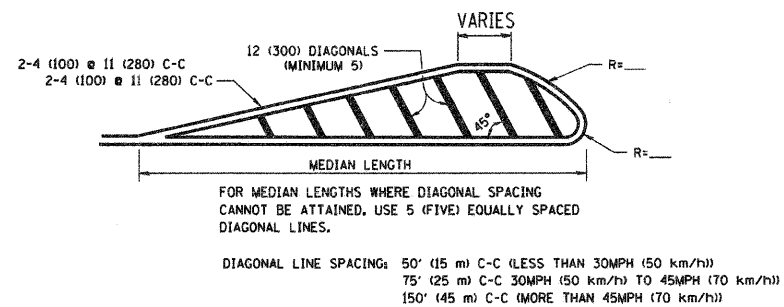 VARIES
2-4 (100) @ 11 (280) C-C
2-4 (100) @ 11 (280) C-C
12 (300) DIAGONALS
(MINIMUM 5)
R=___
45°
R=___
MEDIAN LENGTH
FOR MEDIAN LENGTHS WHERE DIAGONAL SPACING
CANNOT BE ATTAINED, USE 5 (FIVE) EQUALLY SPACED
DIAGONAL LINES.
DIAGONAL LINE SPACING: 50' (15 m) C-C (LESS THAN 30MPH (50 km/h))
75' (25 m) C-C 30MPH (50 km/h) TO 45MPH (70 km/h))
150' (45 m) C-C (MORE THAN 45MPH (70 km/h))